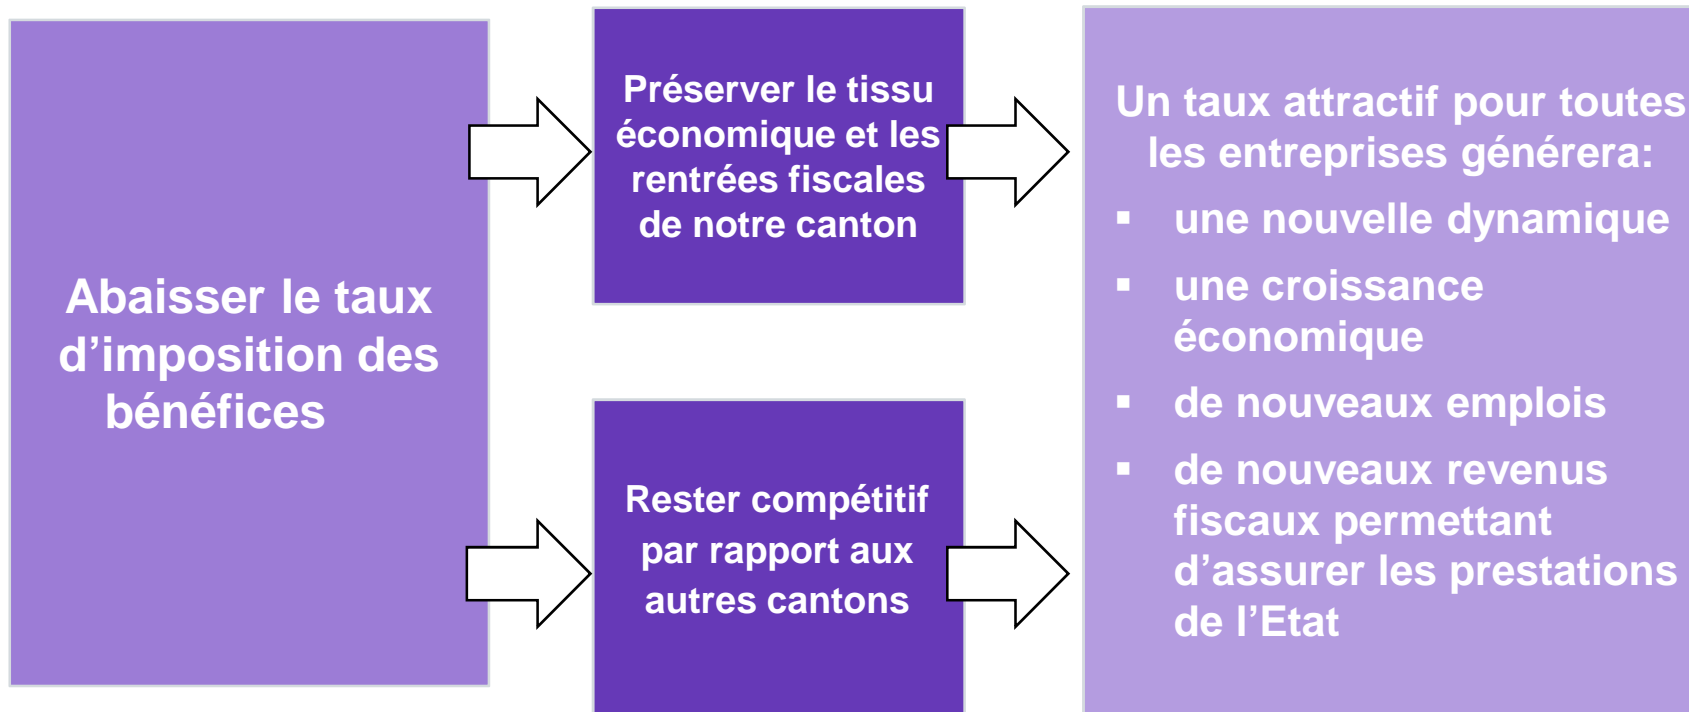 Abaisser le taux
d’imposition des
bénéfices
Préserver le tissu
économique et les
rentrées fiscales
de notre canton
Rester compétitif
par rapport aux
autres cantons
Un taux attractif pour toutes
les entreprises générera:
▪ une nouvelle dynamique
▪ une croissance
économique
▪ de nouveaux emplois
▪ de nouveaux revenus
fiscaux permettant
d’assurer les prestations
de l’Etat